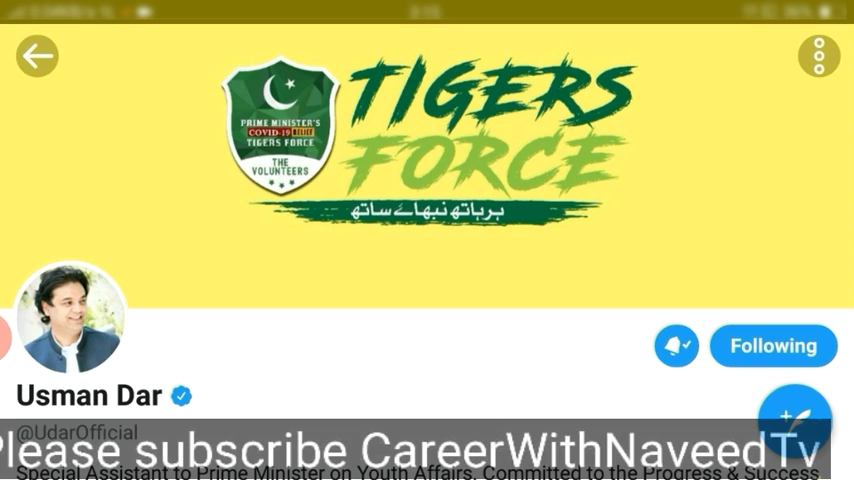 TIGERS
FORCE
PRIME MINISTER'S
COVID-19 RELIEF
TIGERS FORCE
THE
VOLUNTEERS
ہر ہاتھ نبھائے ساتھ
Following
Usman Dar
@UdarOfficial
Please subscribe CareerWithNaveedTv
Special Assistant to Prime Minister on Youth Affairs. Committed to the Progress & Success